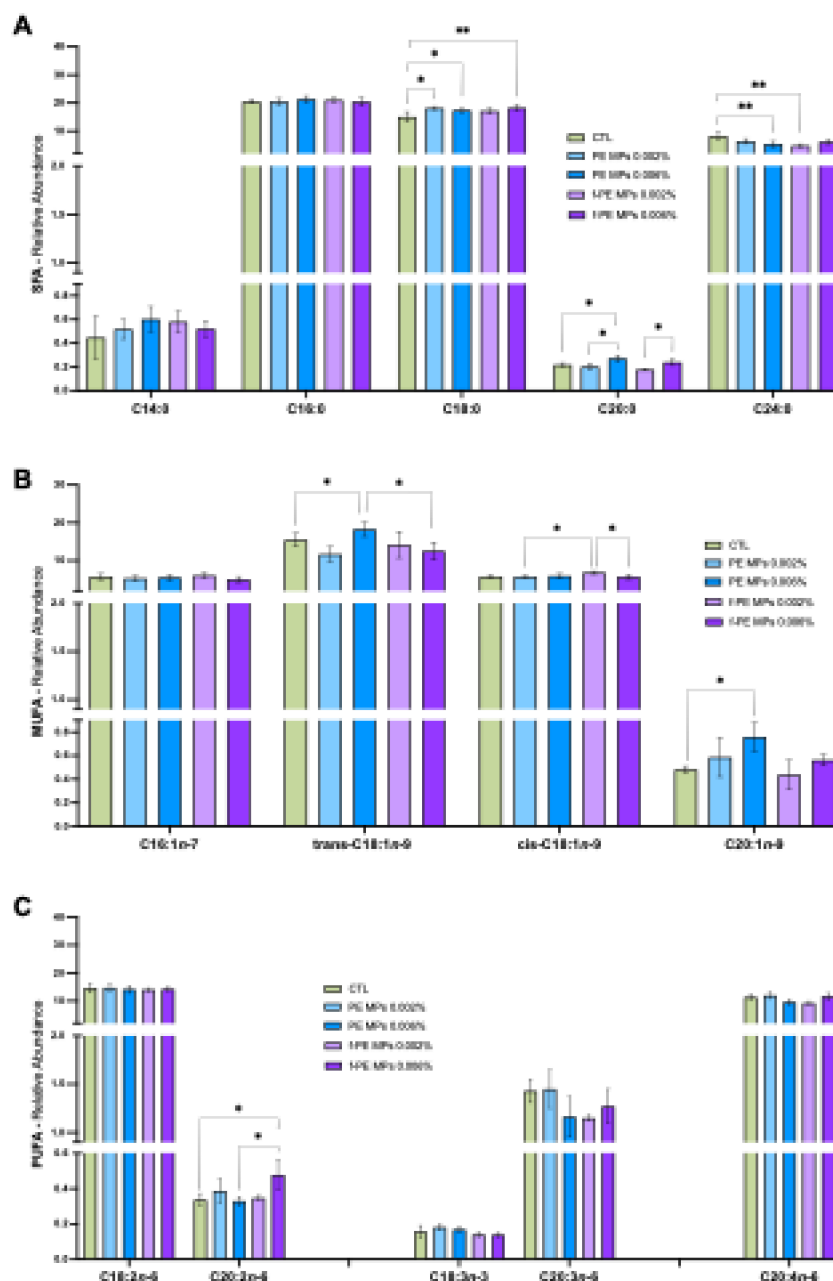 A
SFA - Relative Abundance
40
30
20
10
2.0
1.5
1.0
0.8
0.6
0.4
0.2
0.0
* * ** ** ** * * *
CTL
PE MPs 0.002%
PE MPs 0.006%
f-PE MPs 0.002%
f-PE MPs 0.006%
C14:0 C16:0 C18:0 C20:0 C24:0
B
MUFA - Relative Abundance
30
20
10
2.0
1.5
1.0
0.8
0.6
0.4
0.2
0.0
* * * * *
CTL
PE MPs 0.002%
PE MPs 0.006%
f-PE MPs 0.002%
f-PE MPs 0.006%
C16:1n-7 trans-C18:1n-9 cis-C18:1n-9 C20:1n-9
C
PUFA - Relative Abundance
40
30
20
10
2.0
1.5
1.0
0.6
0.4
0.2
0.0
* *
CTL
PE MPs 0.002%
PE MPs 0.006%
f-PE MPs 0.002%
f-PE MPs 0.006%
C18:2n-6 C20:2n-6 C18:3n-3 C20:3n-6 C20:4n-6